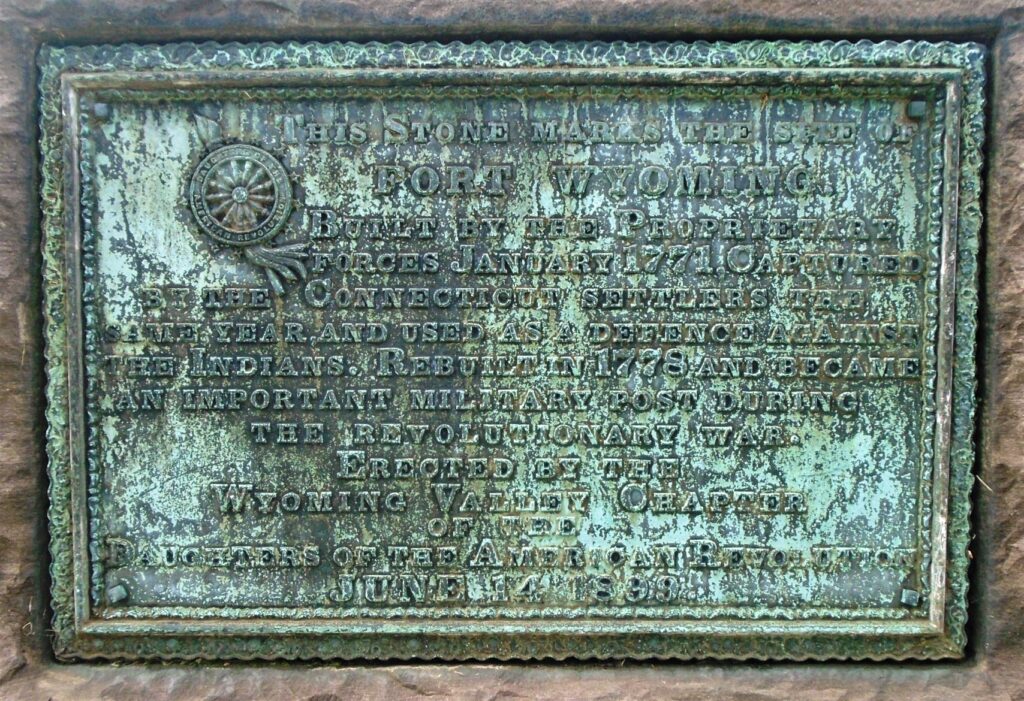 This Stone marks the site of
FORT WYOMING.
Built by the Proprietary
forces January 1771. Captured
by the Connecticut settlers the
same year and used as a defence against
the Indians. Rebuilt in 1778 and became
an important military post during
the revolutionary war.
Erected by the
Wyoming Valley Chapter
of the
Daughters of the American Revolution
JUNE 14 1899.